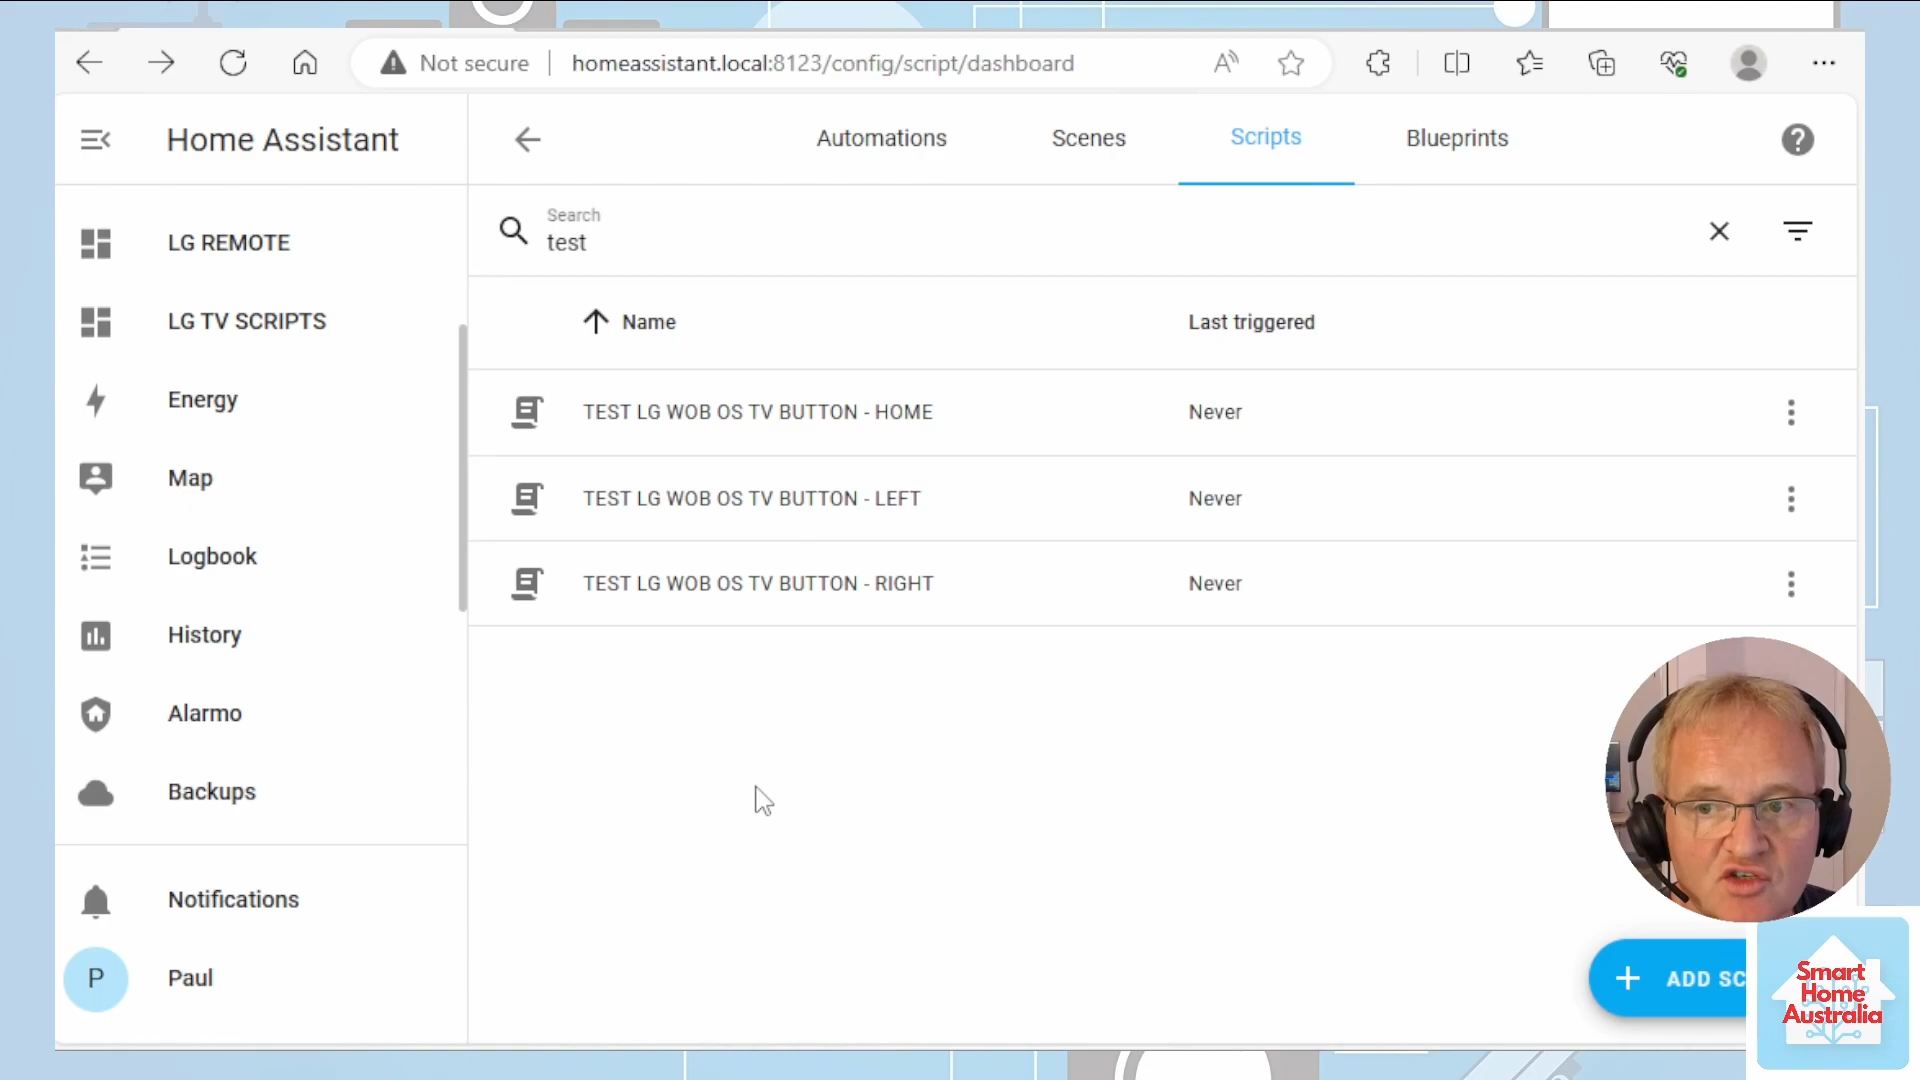 Not secure
homeassistant.local:8123/config/script/dashboard
Home Assistant
Automations
Scenes
Scripts
Blueprints
Search
test
LG REMOTE
LG TV SCRIPTS
Energy
Map
Logbook
History
Alarmo
Backups
Notifications
P
Paul
Name
Last triggered
TEST LG WOB OS TV BUTTON - HOME
Never
TEST LG WOB OS TV BUTTON - LEFT
Never
TEST LG WOB OS TV BUTTON - RIGHT
Never
ADD SC
Smart
Home
Australia